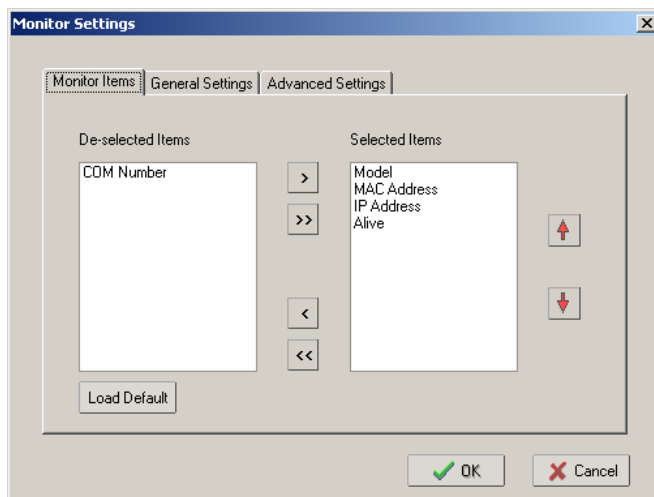 Monitor Settings
Monitor Items General Settings Advanced Settings
De-selected Items Selected Items
COM Number
Model
MAC Address
IP Address
Alive
>
>>
<
<<
Load Default
OK Cancel